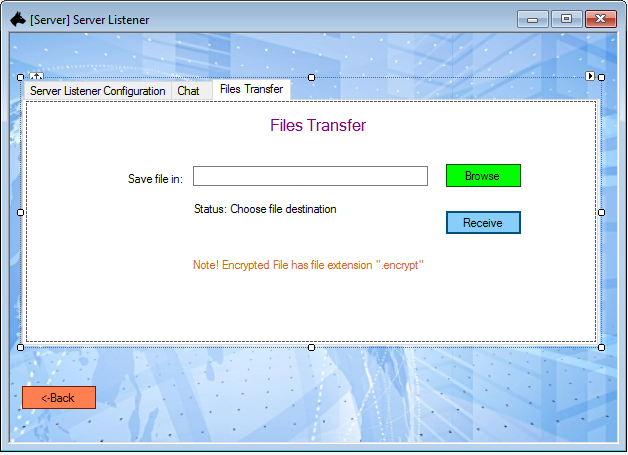 [Server] Server Listener
Server Listener Configuration Chat Files Transfer
Files Transfer
Save file in: Browse
Status: Choose file destination
Receive
Note! Encrypted File has file extension ".encrypt"
<-Back